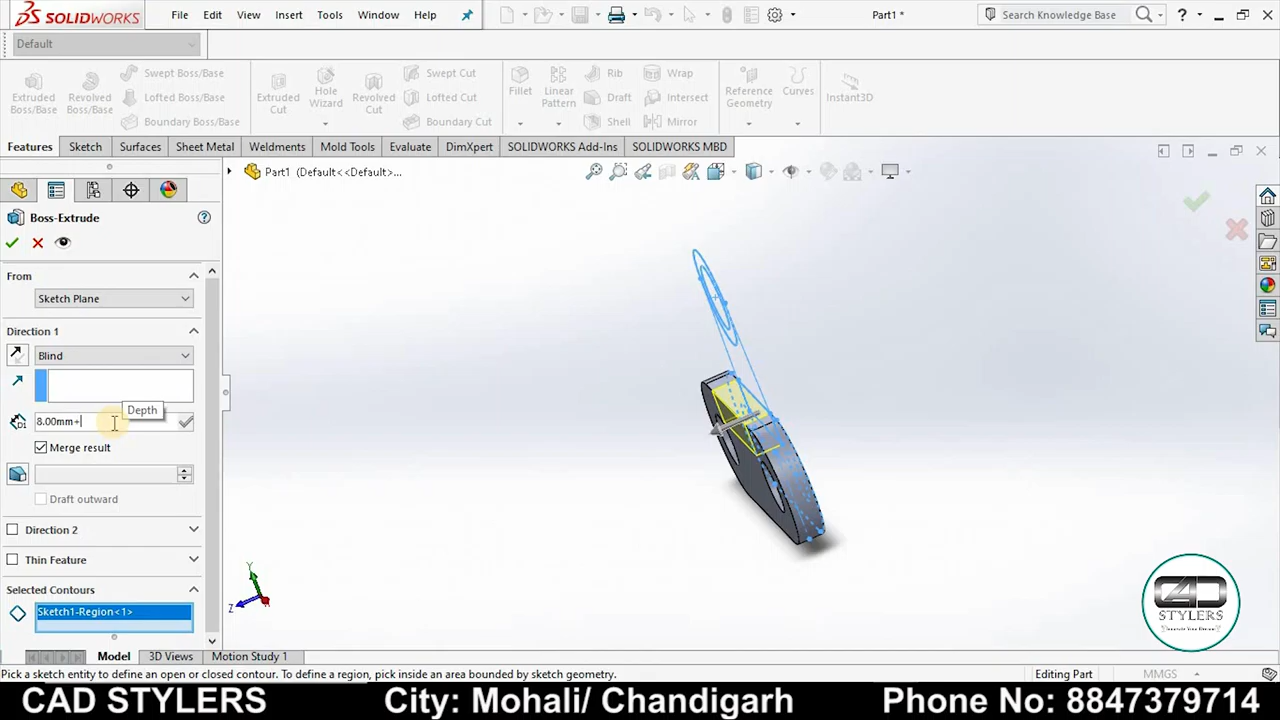 SOLIDWORKS
File Edit View Insert Tools Window Help
Part1 *
Search Knowledge Base
?
Default
Extruded Boss/Base
Revolved Boss/Base
Swept Boss/Base
Lofted Boss/Base
Boundary Boss/Base
Extruded Cut
Hole Wizard
Revolved Cut
Swept Cut
Lofted Cut
Boundary Cut
Fillet
Linear Pattern
Rib
Draft
Shell
Wrap
Intersect
Mirror
Reference Geometry
Curves
Instant3D
Features Sketch Surfaces Sheet Metal Weldments Mold Tools Evaluate DimXpert SOLIDWORKS Add-Ins SOLIDWORKS MBD
Part1 (Default<<Default>...
Boss-Extrude
?
From
Sketch Plane
Direction 1
Blind
Depth
8.00mm+
Merge result
Draft outward
Direction 2
Thin Feature
Selected Contours
Sketch1-Region<1>
Y
Z
Model 3D Views Motion Study 1
Pick a sketch entity to define an open or closed contour. To define a region, pick inside an area bounded by sketch geometry.
Editing Part
MMGS
STYLERS
CAD STYLERS City: Mohali/ Chandigarh Phone No: 8847379714